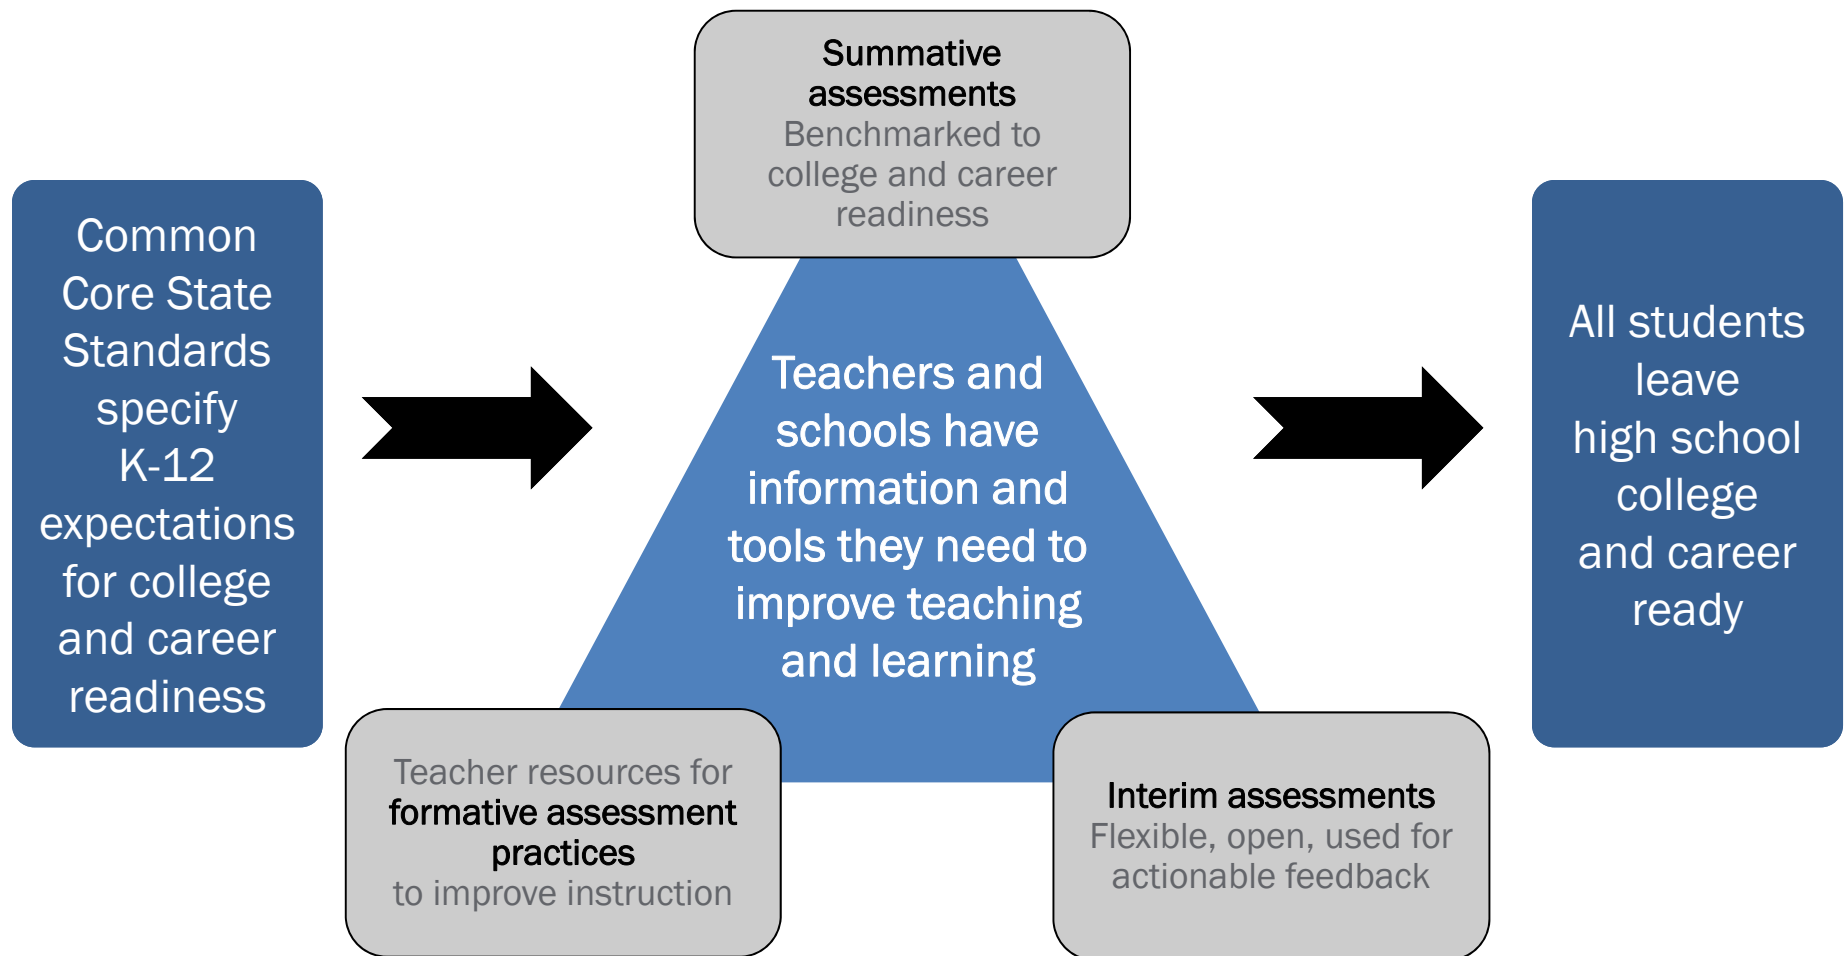 Common
Core State
Standards
specify
K-12
expectations
for college
and career
readiness
Summative
assessments
Benchmarked to
college and career
readiness
Teachers and
schools have
information and
tools they need to
improve teaching
and learning
Teacher resources for
formative assessment
practices
to improve instruction
Interim assessments
Flexible, open, used for
actionable feedback
All students
leave
high school
college
and career
ready